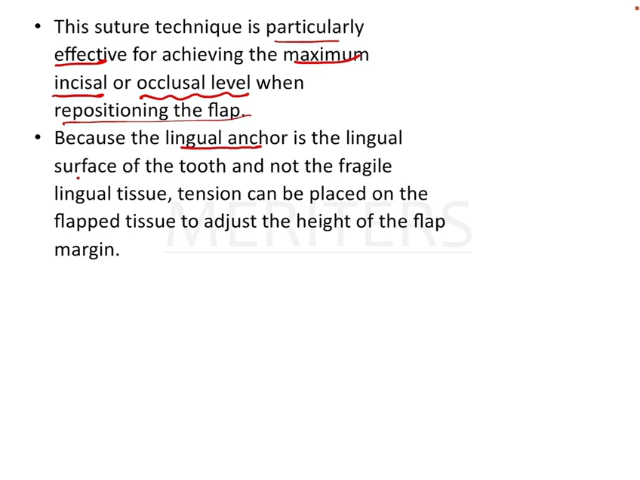 • This suture technique is particularly
effective for achieving the maximum
incisal or occlusal level when
repositioning the flap.
• Because the lingual anchor is the lingual
surface of the tooth and not the fragile
lingual tissue, tension can be placed on the
flapped tissue to adjust the height of the flap
margin.
MERITERS